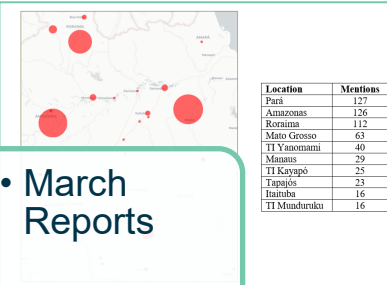 • March
Reports
Location Mentions
Pará 127
Amazonas 126
Roraima 112
Mato Grosso 63
TI Yanomami 40
Manaus 29
TI Kayapó 25
Tapajós 23
Itaituba 16
TI Munduruku 16